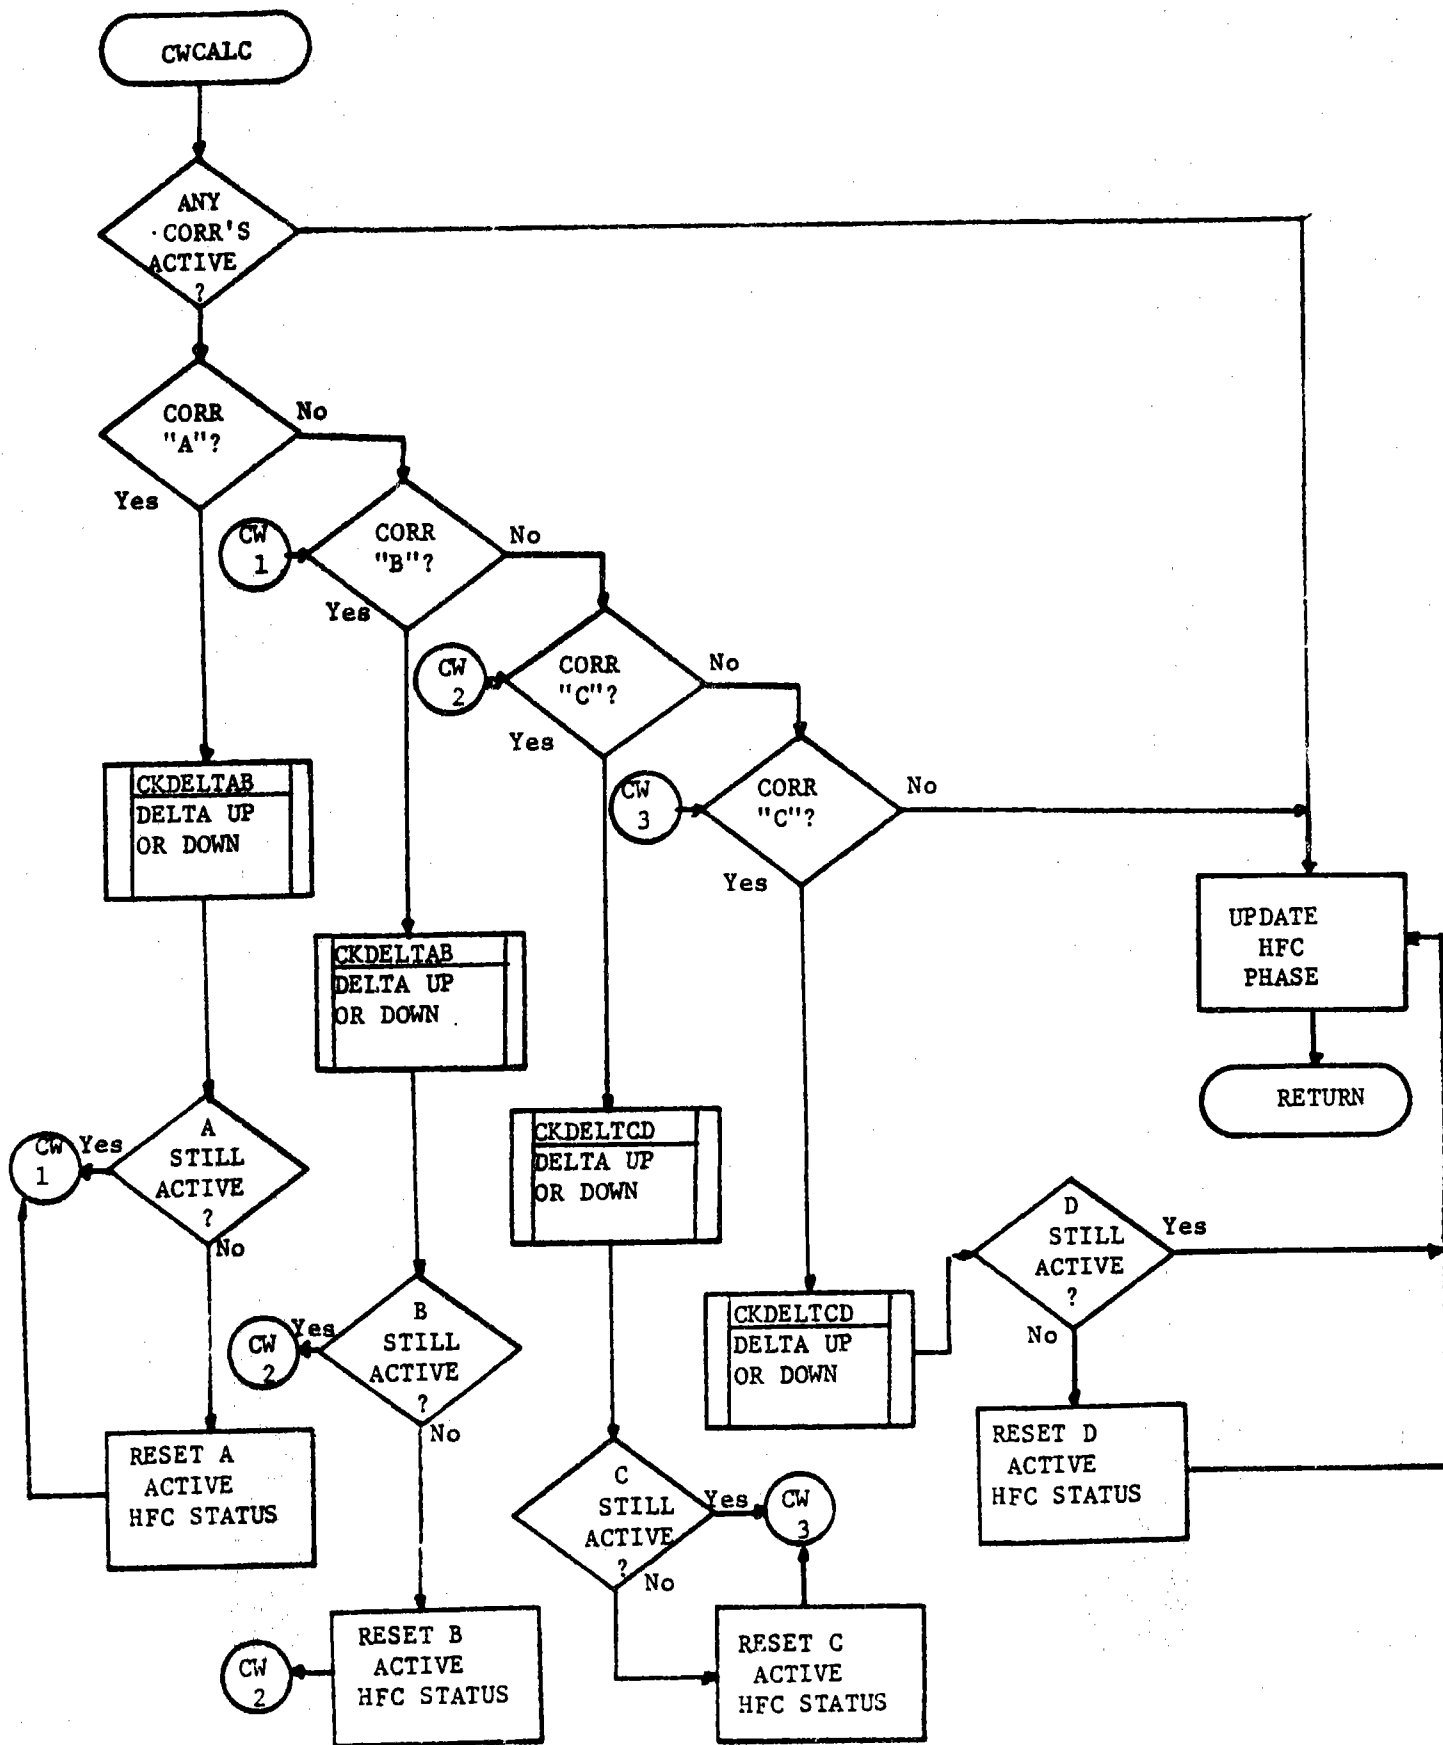 CWCALC
ANY
CORR'S
ACTIVE
?
CORR
"A"?
No
Yes
CW
1
CORR
"B"?
No
Yes
CW
2
CORR
"C"?
No
Yes
CW
3
CORR
"C"?
No
Yes
CKDELTAB
DELTA UP
OR DOWN
CKDELTAB
DELTA UP
OR DOWN
CKDELTCD
DELTA UP
OR DOWN
CKDELTCD
DELTA UP
OR DOWN
UPDATE
HFC
PHASE
RETURN
CW
1
Yes
A
STILL
ACTIVE
?
No
CW
2
Yes
B
STILL
ACTIVE
?
No
C
STILL
ACTIVE
?
Yes
No
CW
3
D
STILL
ACTIVE
?
Yes
No
RESET A
ACTIVE
HFC STATUS
CW
2
RESET B
ACTIVE
HFC STATUS
RESET C
ACTIVE
HFC STATUS
RESET D
ACTIVE
HFC STATUS